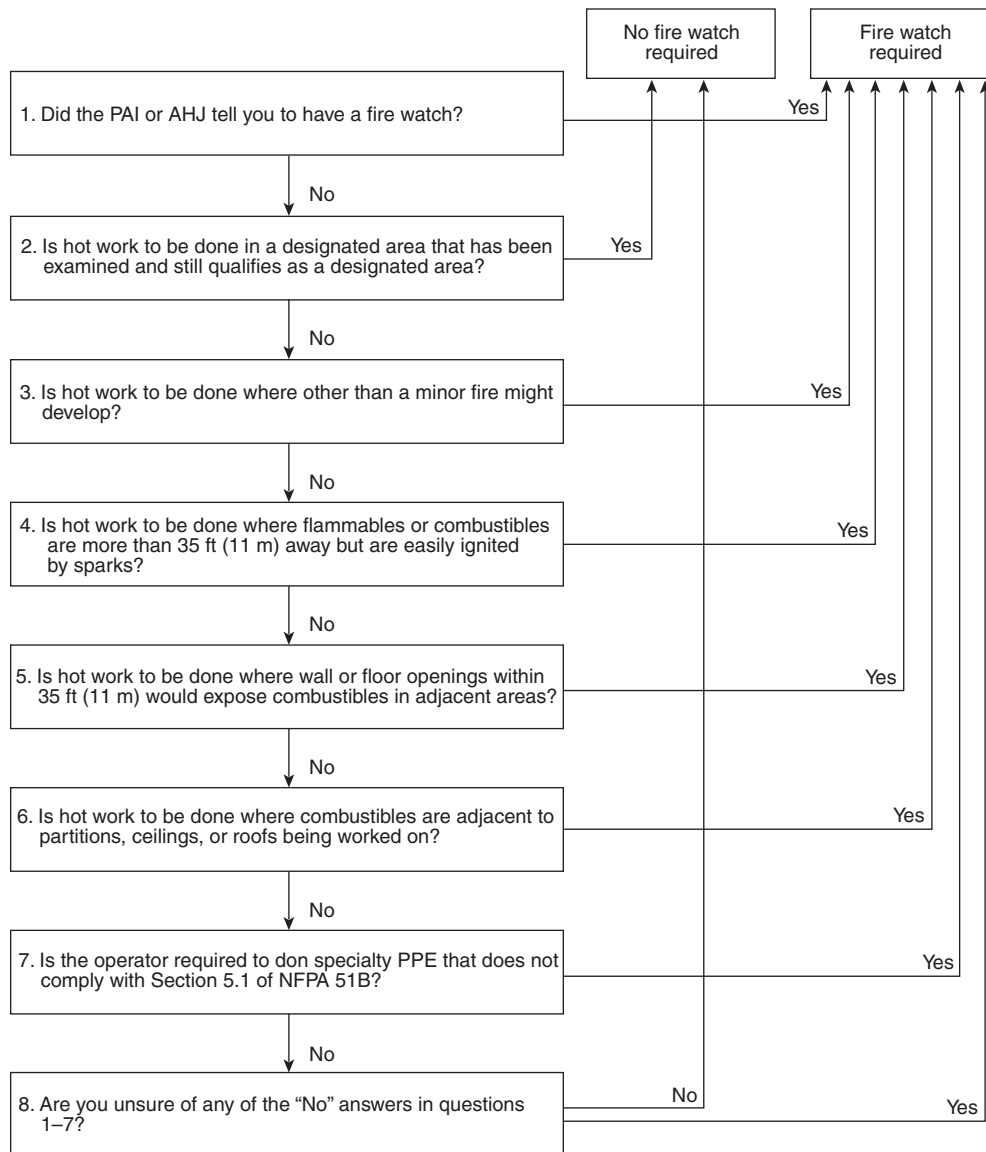 No fire watch
required
Fire watch
required
1. Did the PAI or AHJ tell you to have a fire watch?
Yes
No
2. Is hot work to be done in a designated area that has been
examined and still qualifies as a designated area?
Yes
No
3. Is hot work to be done where other than a minor fire might
develop?
Yes
No
4. Is hot work to be done where flammables or combustibles
are more than 35 ft (11 m) away but are easily ignited
by sparks?
Yes
No
5. Is hot work to be done where wall or floor openings within
35 ft (11 m) would expose combustibles in adjacent areas?
Yes
No
6. Is hot work to be done where combustibles are adjacent to
partitions, ceilings, or roofs being worked on?
Yes
No
7. Is the operator required to don specialty PPE that does not
comply with Section 5.1 of NFPA 51B?
Yes
No
8. Are you unsure of any of the “No” answers in questions
1–7?
No
Yes